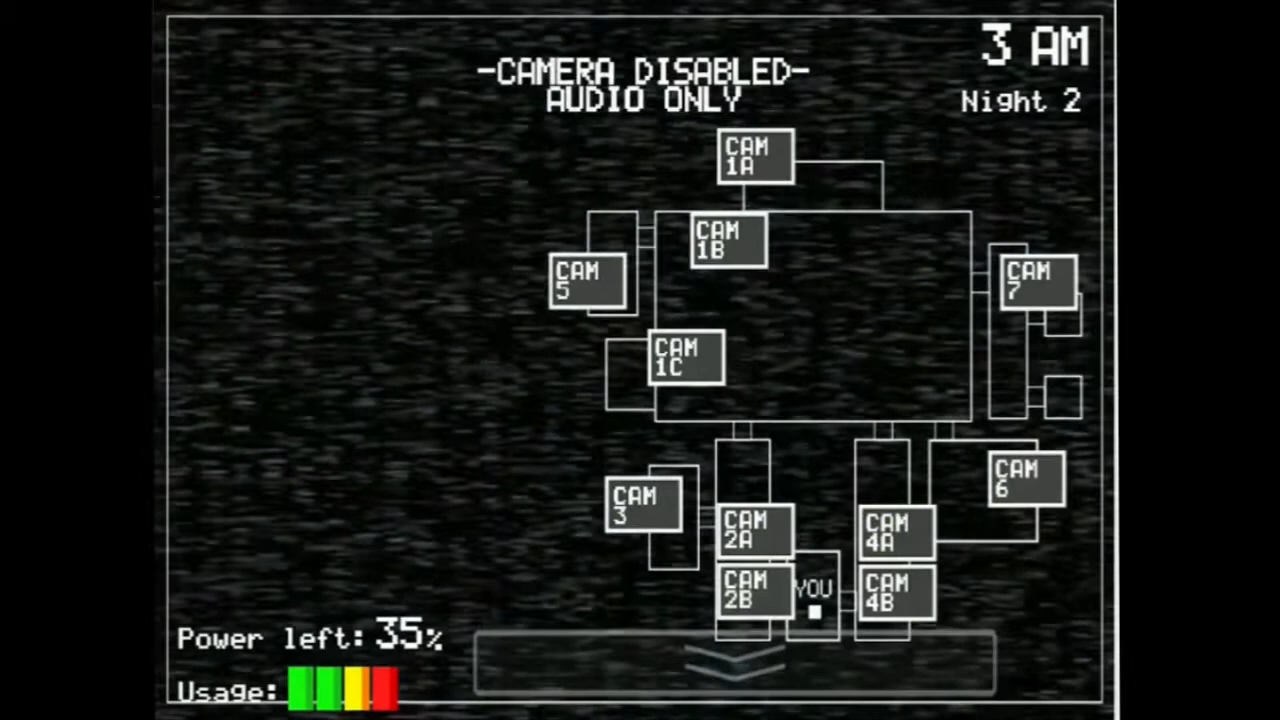 3 AM
-CAMERA DISABLED-
AUDIO ONLY
Night 2
CAM
1A
CAM
1B
CAM
5
CAM
7
CAM
1C
CAM
6
CAM
3
CAM
2A
CAM
4A
CAM
2B
YOU
CAM
4B
Power left: 35%
Usage: